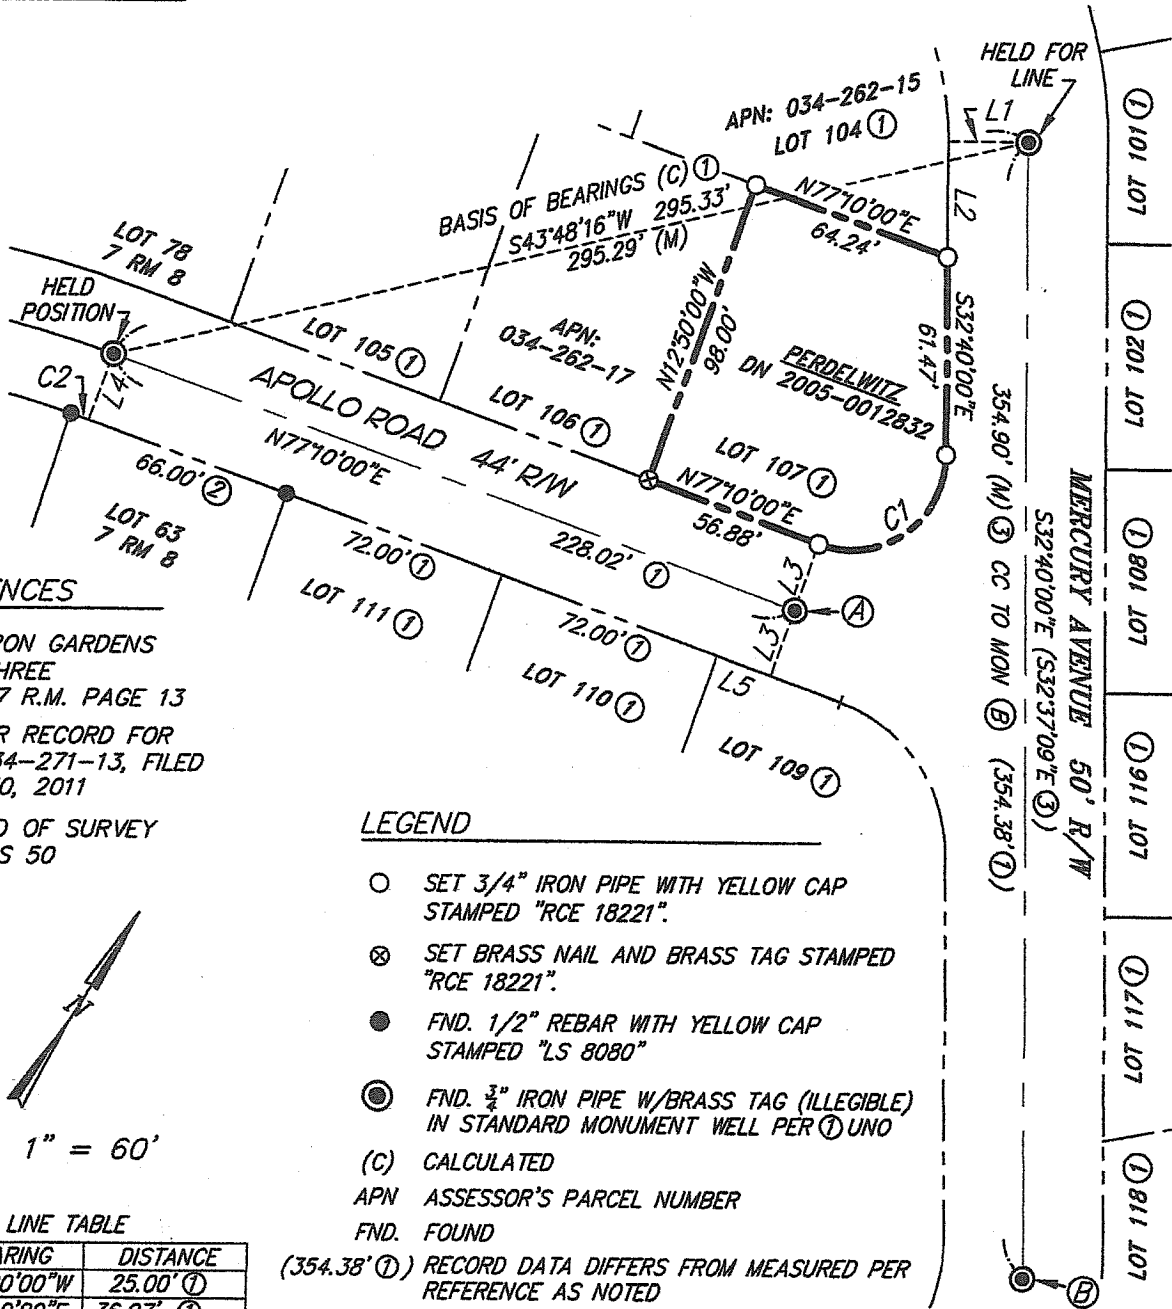 HELD FOR
LINE
L1
APN: 034-262-15
LOT 104 ①
LOT 101 ①
BASIS OF BEARINGS (C) ①
S43°48'16"W 295.33'
295.29' (M)
N77°10'00"E
64.24'
L2
LOT 78
7 RM 8
HELD
POSITION
LOT 105 ①
APN:
034-262-17
N12°50'00"W
98.00'
PERDELWITZ
DN 2005-0012832
S32°40'00"E
61.47'
LOT 102 ①
C2
L4
APOLLO ROAD 44' R/W
N77°10'00"E
LOT 106 ①
LOT 107 ①
N77°10'00"E
56.88'
C1
66.00' ②
LOT 63
7 RM 8
72.00' ①
228.02' ①
LOT 111 ①
72.00' ①
LOT 110 ①
L3
L3
A
L5
LOT 109 ①
354.90' (M) ③ CC TO MON Ⓑ (354.38' ①)
S32°40'00"E (S32°37'09"E ③)
MERCURY AVENUE 50' R/W
LOT 108 ①
LOT 116 ①
LOT 117 ①
LOT 118 ①
B
ENCES
ON GARDENS
HREE
7 R.M. PAGE 13
R RECORD FOR
34-271-13, FILED
0, 2011
D OF SURVEY
S 50
N
1" = 60'
LEGEND
SET 3/4" IRON PIPE WITH YELLOW CAP
STAMPED "RCE 18221".
SET BRASS NAIL AND BRASS TAG STAMPED
"RCE 18221".
FND. 1/2" REBAR WITH YELLOW CAP
STAMPED "LS 8080"
FND. ¾" IRON PIPE W/BRASS TAG (ILLEGIBLE)
IN STANDARD MONUMENT WELL PER ① UNO
(C) CALCULATED
APN ASSESSOR'S PARCEL NUMBER
FND. FOUND
(354.38' ①) RECORD DATA DIFFERS FROM MEASURED PER
REFERENCE AS NOTED
LINE TABLE
ARING DISTANCE
0'00"W 25.00' ①